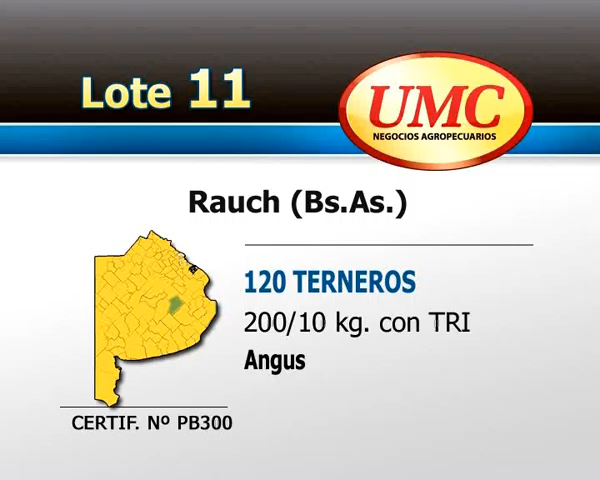 Lote 11
UMC
NEGOCIOS AGROPECUARIOS
Rauch (Bs.As.)
120 TERNEROS
200/10 kg. con TRI
Angus
CERTIF. Nº PB300